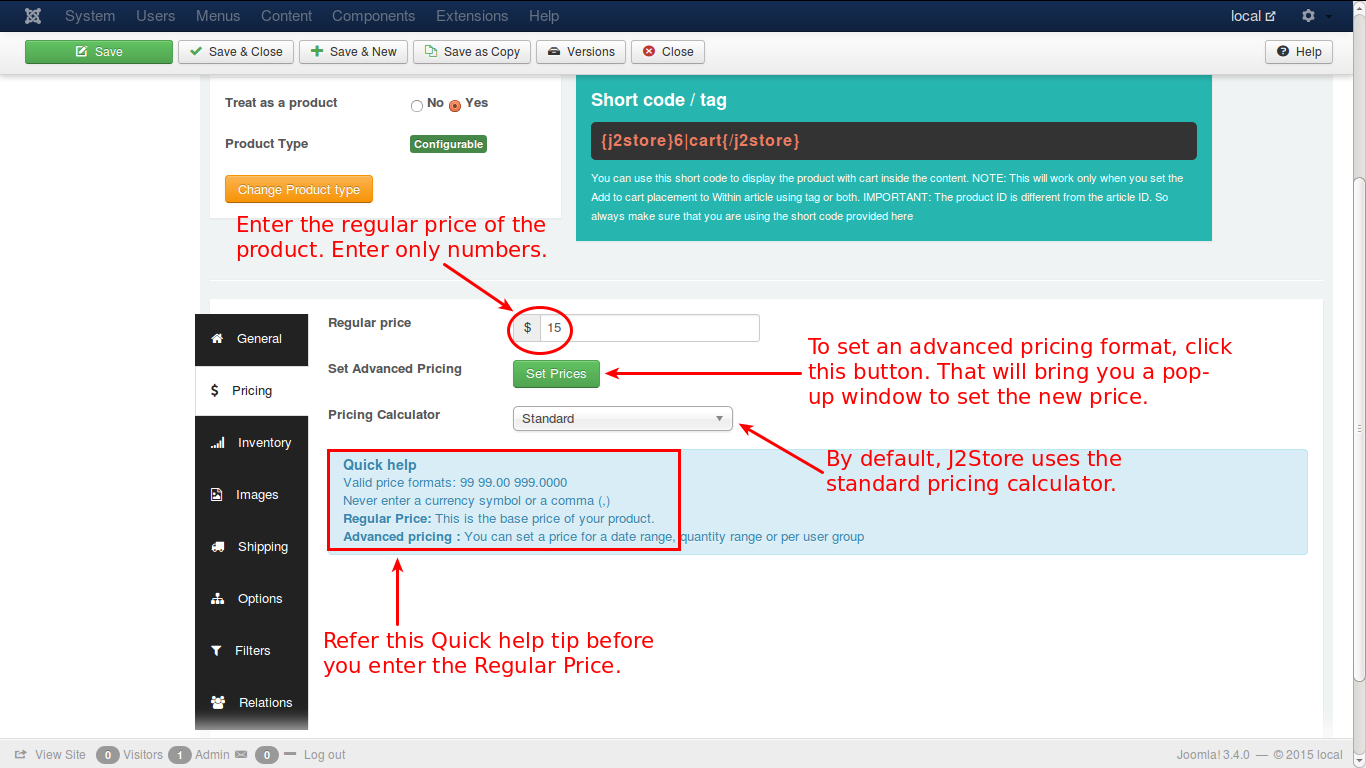 System Users Menus Content Components Extensions Help local
Save Save & Close Save & New Save as Copy Versions Close Help
Treat as a product No Yes
Product Type Configurable
Change Product type
Short code / tag
{j2store}6|cart{/j2store}
You can use this short code to display the product with cart inside the content. NOTE: This will work only when you set the
Add to cart placement to Within article using tag or both. IMPORTANT: The product ID is different from the article ID. So
always make sure that you are using the short code provided here
Enter the regular price of the
product. Enter only numbers.
General
Pricing
Inventory
Images
Shipping
Options
Filters
Relations
Regular price $ 15
Set Advanced Pricing Set Prices
Pricing Calculator Standard
To set an advanced pricing format, click
this button. That will bring you a pop-
up window to set the new price.
By default, J2Store uses the
standard pricing calculator.
Quick help
Valid price formats: 99 99.00 999.0000
Never enter a currency symbol or a comma (,)
Regular Price: This is the base price of your product.
Advanced pricing : You can set a price for a date range, quantity range or per user group
Refer this Quick help tip before
you enter the Regular Price.
View Site 0 Visitors 1 Admin 0 Log out Joomla! 3.4.0 — © 2015 local